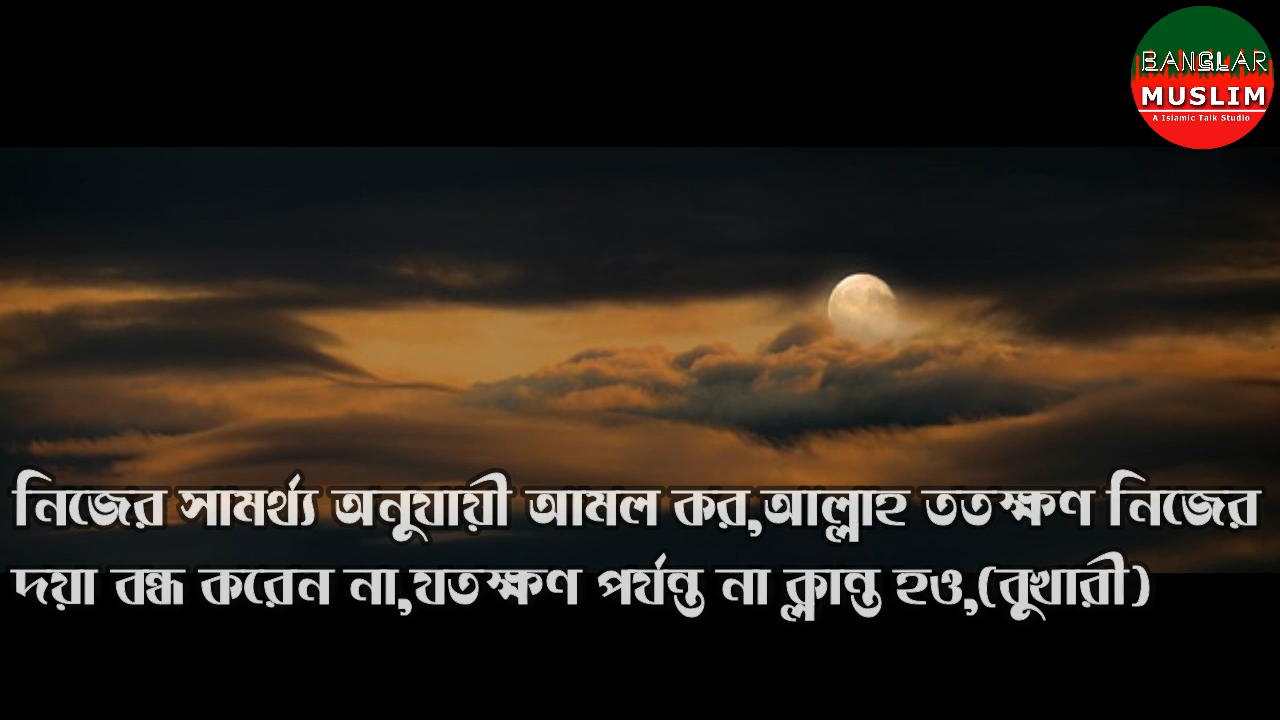 BANGLAR
MUSLIM
A Islamic Talk Studio
নিজের সামর্থ্য অনুযায়ী আমল কর,আল্লাহ ততক্ষণ নিজের
দয়া বন্ধ করেন না,যতক্ষণ পর্যন্ত না ক্লান্ত হও,(বুখারী)